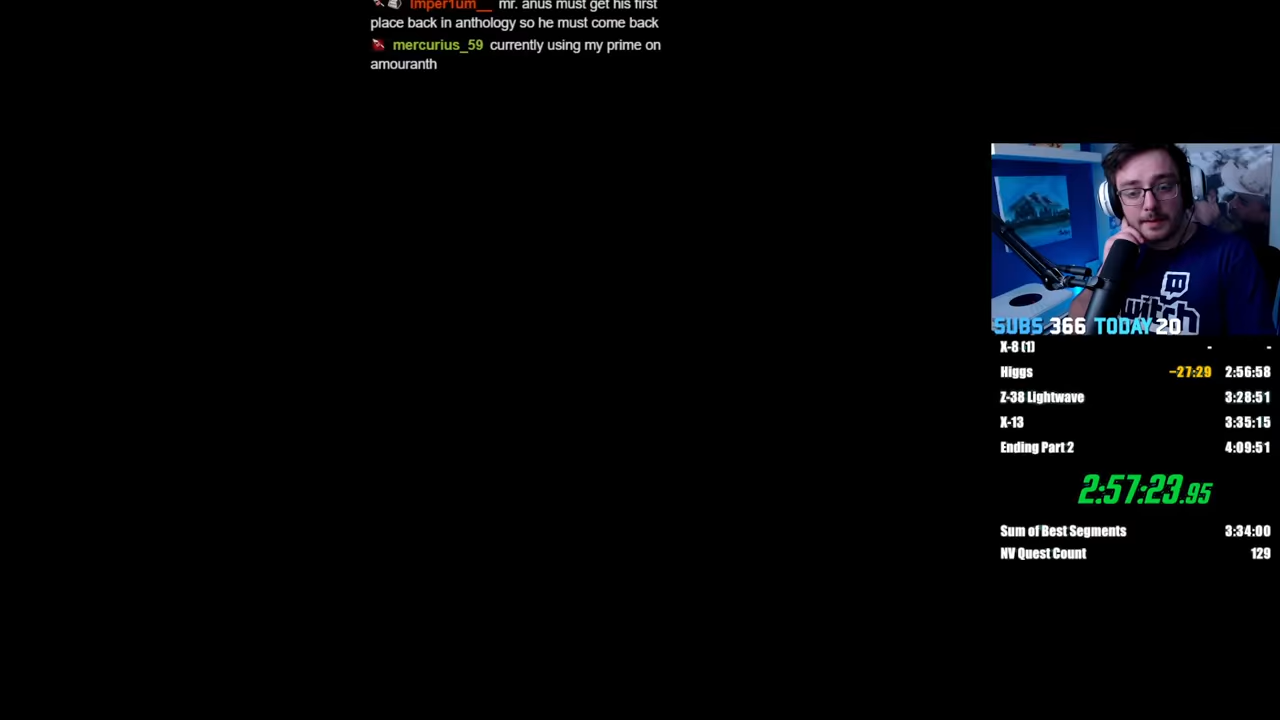 Imper1um__ mr. anus must get his first
place back in anthology so he must come back
mercurius_59 currently using my prime on
amouranth
witch
SUBS 366 TODAY 20
X-8 (1) - -
Higgs -27:29 2:56:58
Z-38 Lightwave 3:28:51
X-13 3:35:15
Ending Part 2 4:09:51
2:57:23.95
Sum of Best Segments 3:34:00
NV Quest Count 129